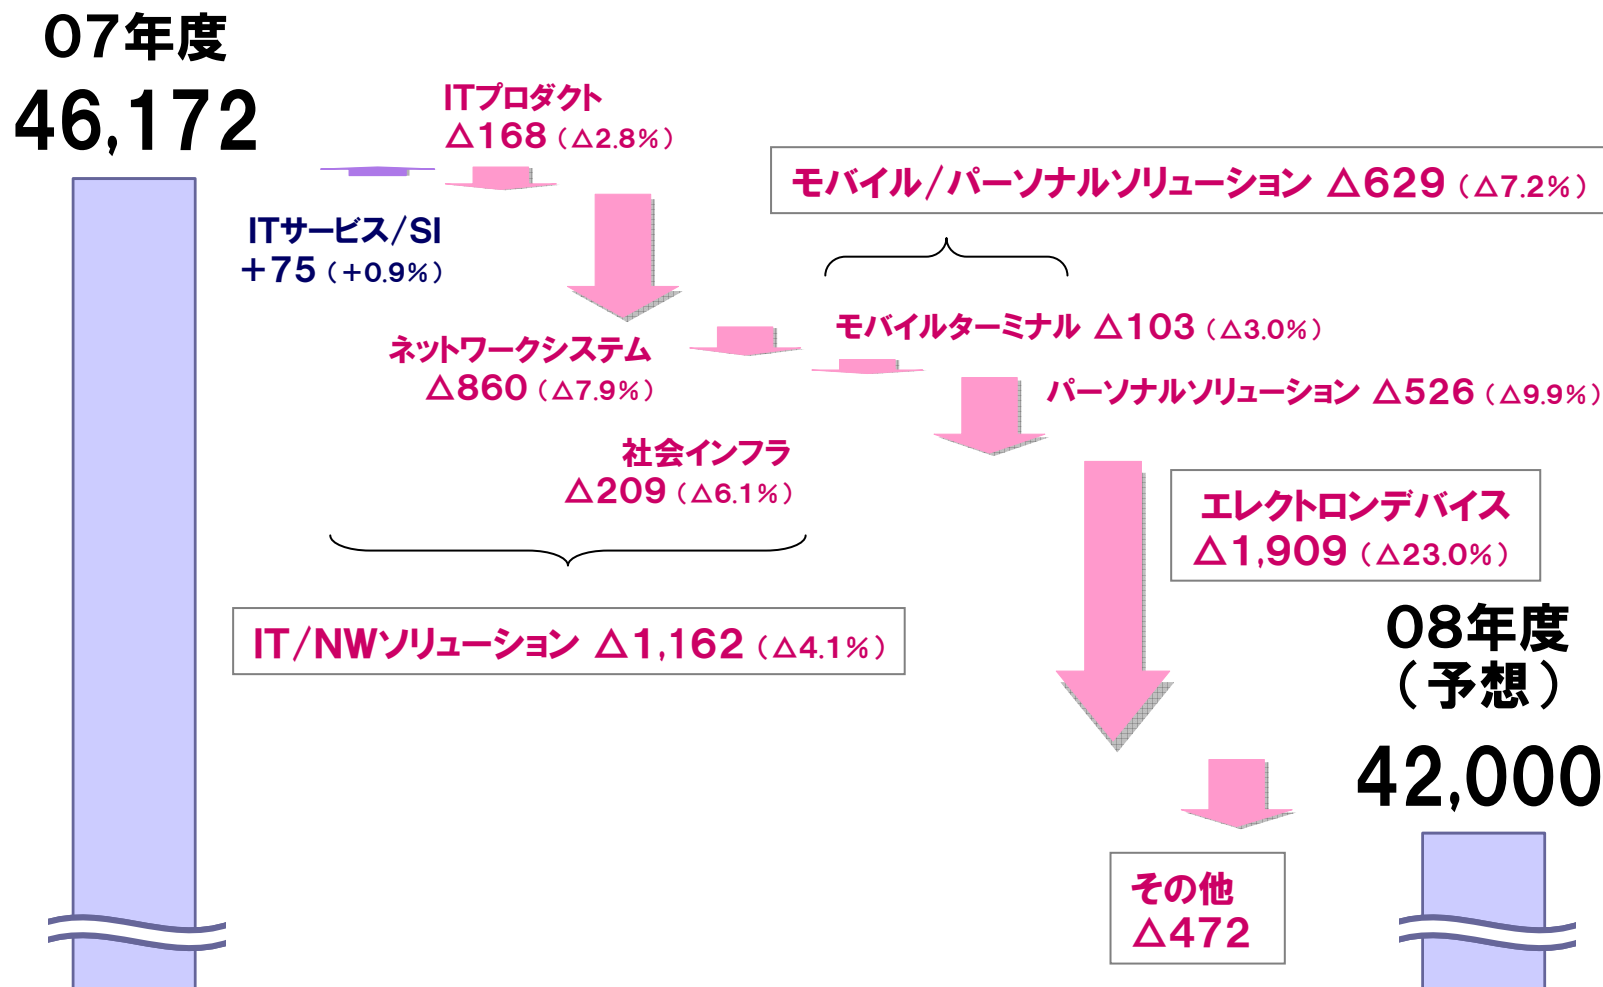 07年度
46,172
ITプロダクト
△168（△2.8%）
モバイル/パーソナルソリューション △629（△7.2%）
ITサービス/SI
+75（+0.9%）
モバイルターミナル △103（△3.0%）
ネットワークシステム
△860（△7.9%）
パーソナルソリューション △526（△9.9%）
社会インフラ
△209（△6.1%）
エレクトロンデバイス
△1,909（△23.0%）
IT/NWソリューション △1,162（△4.1%）
08年度
（予想）
42,000
その他
△472